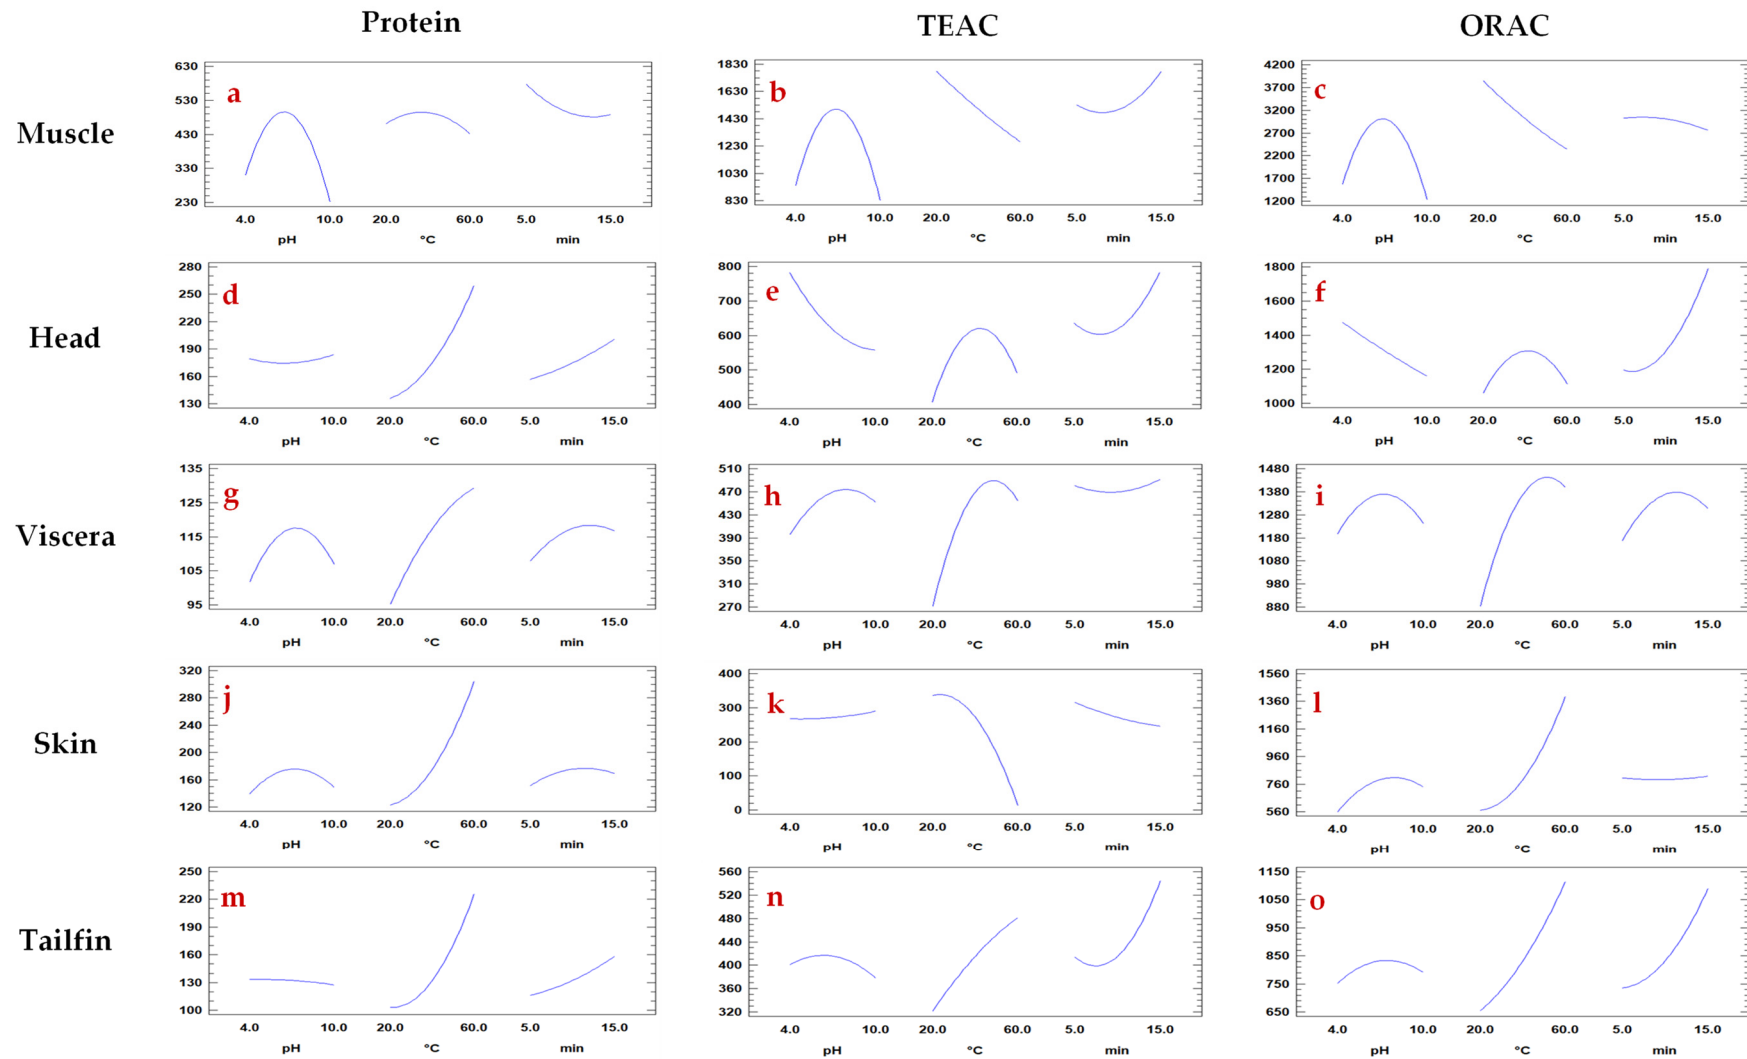 Protein TEAC ORAC
Muscle
a
630
530
430
330
230
4.0 10.0 20.0 60.0 5.0 15.0
pH °C min
b
1830
1630
1430
1230
1030
830
4.0 10.0 20.0 60.0 5.0 15.0
pH °C min
c
4200
3700
3200
2700
2200
1700
1200
4.0 10.0 20.0 60.0 5.0 15.0
pH °C min
Head
d
280
250
220
190
160
130
4.0 10.0 20.0 60.0 5.0 15.0
pH °C min
e
800
700
600
500
400
4.0 10.0 20.0 60.0 5.0 15.0
pH °C min
f
1800
1600
1400
1200
1000
4.0 10.0 20.0 60.0 5.0 15.0
pH °C min
Viscera
g
135
125
115
105
95
4.0 10.0 20.0 60.0 5.0 15.0
pH °C min
h
510
470
430
390
350
310
270
4.0 10.0 20.0 60.0 5.0 15.0
pH °C min
i
1480
1380
1280
1180
1080
980
880
4.0 10.0 20.0 60.0 5.0 15.0
pH °C min
Skin
j
320
280
240
200
160
120
4.0 10.0 20.0 60.0 5.0 15.0
pH °C min
k
400
300
200
100
0
4.0 10.0 20.0 60.0 5.0 15.0
pH °C min
l
1560
1360
1160
960
760
560
4.0 10.0 20.0 60.0 5.0 15.0
pH °C min
Tailfin
m
250
220
190
160
130
100
4.0 10.0 20.0 60.0 5.0 15.0
pH °C min
n
560
520
480
440
400
360
320
4.0 10.0 20.0 60.0 5.0 15.0
pH °C min
o
1150
1050
950
850
750
650
4.0 10.0 20.0 60.0 5.0 15.0
pH °C min